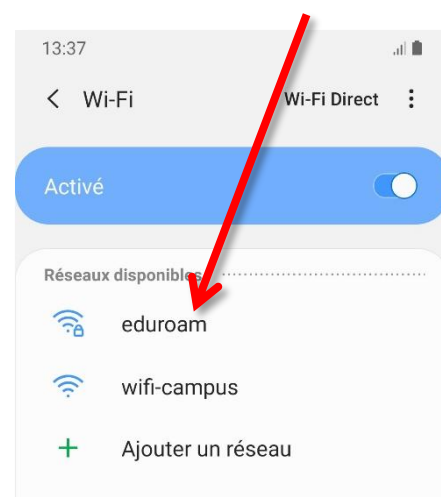 13:37
Wi-Fi Wi-Fi Direct
Activé
Réseaux disponibles
eduroam
wifi-campus
Ajouter un réseau